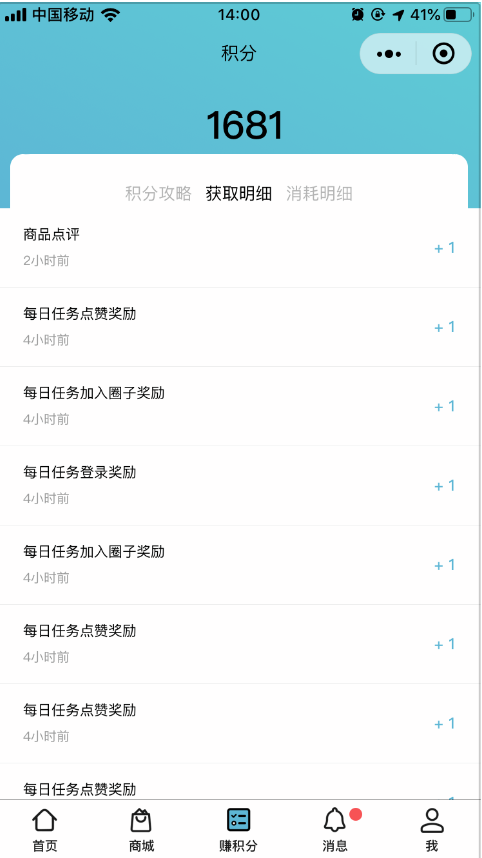 中国移动 14:00 41%
积分
1681
积分攻略 获取明细 消耗明细
商品点评
+ 1
2小时前
每日任务点赞奖励
+ 1
4小时前
每日任务加入圈子奖励
+ 1
4小时前
每日任务登录奖励
+ 1
4小时前
每日任务加入圈子奖励
+ 1
4小时前
每日任务点赞奖励
+ 1
4小时前
每日任务点赞奖励
+ 1
4小时前
每日任务点赞奖励
首页 商城 赚积分 消息 我